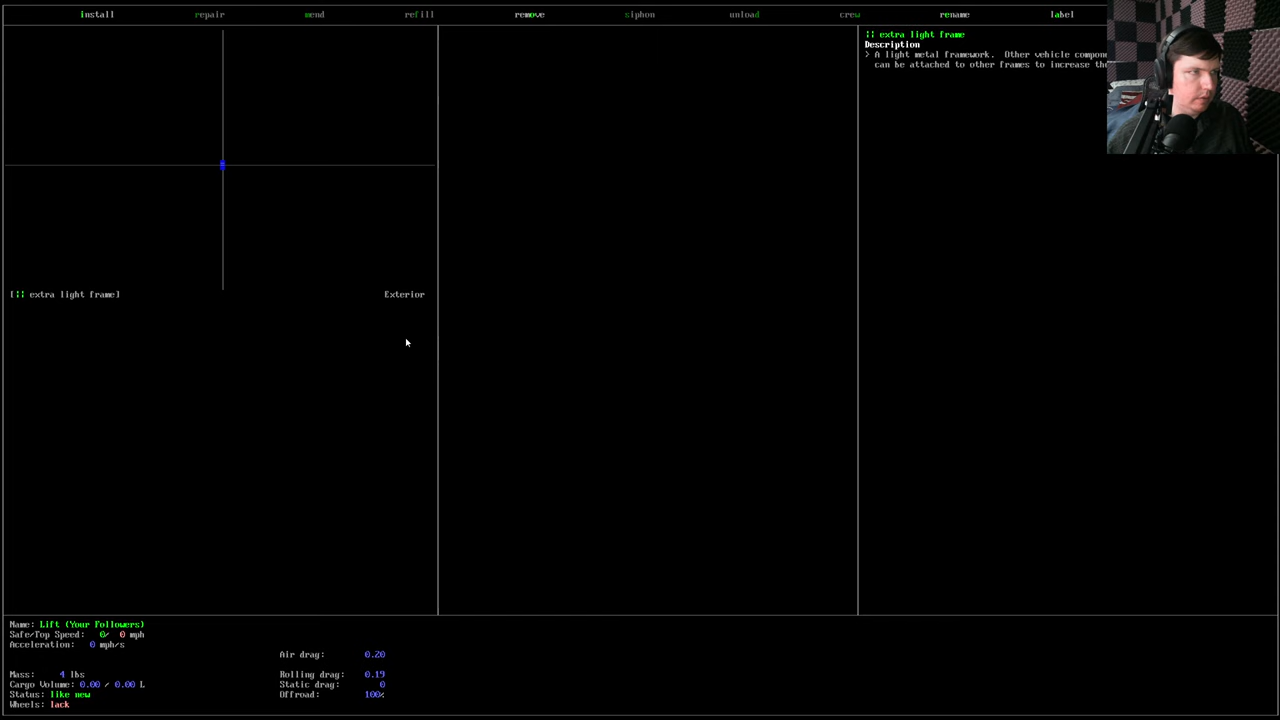 install repair mend refill remove siphon unload crew rename label
extra light frame
Description
> A light metal framework. Other vehicle
can be attached to other frames to increase
[:: extra light frame] Exterior
Name: Lift (Your Followers)
Safe/Top Speed: 0/ 0 mph
Acceleration: 0 mph/s
Air drag: 0.20
Mass: 4 lbs Rolling drag: 0.19
Cargo Volume: 0.00 / 0.00 L Static drag: 0
Status: like new Offroad: 100%
Wheels: lack